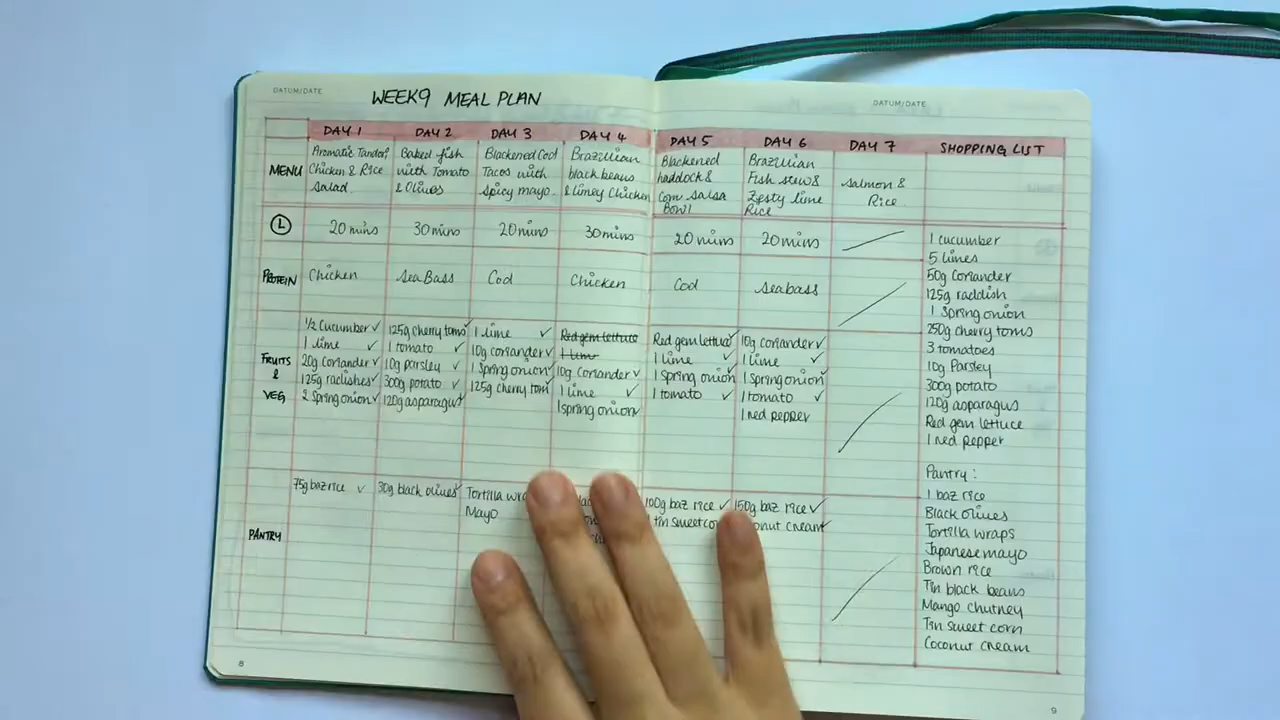 DATUM/DATE
DATUM/DATE
WEEK9 MEAL PLAN
DAY 1
DAY 2
DAY 3
DAY 4
DAY 5
DAY 6
DAY 7
SHOPPING LIST
MENU
Aromatic Tandori
Chicken & Rice
Salad.
Baked fish
with Tomato
& Olives
Blackened Cod
Tacos with
spicy mayo.
Brazilian
black beans
& limey Chicken
Blackened
haddock &
Corn Salsa
Bowl
Brazilian
Fish stew &
Zesty lime
Rice
Salmon &
Rice.
L
20 mins
30 mins
20 mins
30 mins
20 mins
20 mins
PROTEIN
Chicken
Sea Bass
Cod
Chicken
Cod
Seabass
FRUITS
&
VEG
1/2 Cucumber ✓
1 lime ✓
20g Coriander ✓
125g radishes ✓
2 Spring onion ✓
125g cherry toms ✓
1 tomato ✓
10g parsley ✓
300g potato ✓
120g asparagus ✓
1 lime ✓
10g coriander ✓
1 Spring onion ✓
125g cherry tom ✓
Red gem lettuce
1 lime
10g Coriander ✓
1 lime ✓
1 spring onion ✓
Red gem lettuce ✓
1 lime ✓
1 spring onion ✓
1 tomato ✓
10g coriander ✓
1 lime ✓
1 spring onion ✓
1 tomato ✓
1 red pepper
PANTRY
75g baz rice ✓
30g black olives ✓
Tortilla
Mayo
100g baz rice ✓
1 tin sweet
150g baz rice ✓
cream ✓
1 cucumber
5 limes
50g Coriander
125g raddish
1 Spring onion
250g cherry toms
3 tomatoes
10g Parsley
300g potato
120g asparagus
Red gem lettuce
1 red pepper
Pantry :
1 baz rice
Black olives
Tortilla wraps
Japanese mayo
Brown rice
Tin black beans
Mango chutney
Tin sweet corn
Coconut cream
8
9